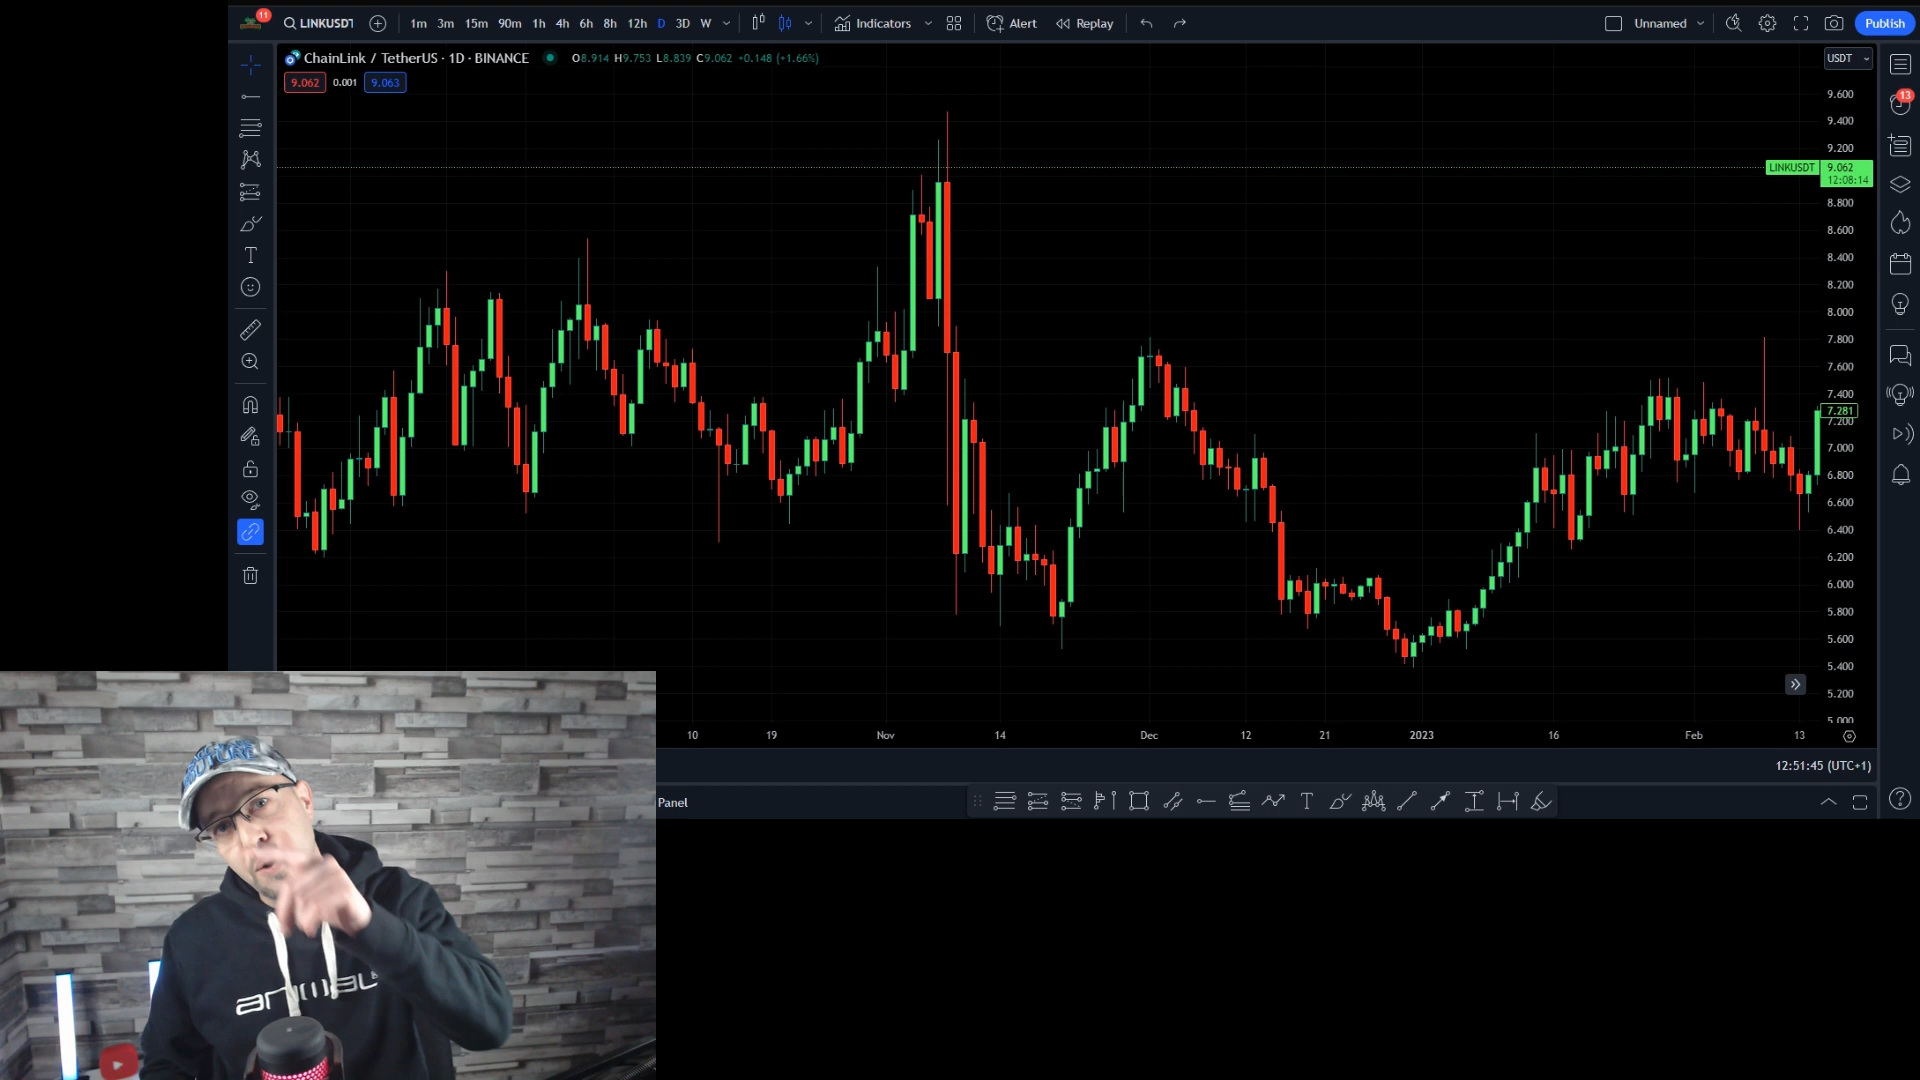 11
LINKUSDT
1m 3m 15m 90m 1h 4h 6h 8h 12h D 3D W
Indicators
Alert
Replay
Unnamed
Publish
ChainLink / TetherUS · 1D · BINANCE
O8.914 H9.753 L8.839 C9.062 +0.148 (+1.66%)
USDT
9.062 0.001 9.063
13
9.600
9.400
9.200
LINKUSDT 9.062
12:08:14
8.800
8.600
8.400
8.200
8.000
7.800
7.600
7.400
7.281
7.200
7.000
6.800
6.600
6.400
6.200
6.000
5.800
5.600
5.400
5.200
5.000
10 19 Nov 14 Dec 12 21 2023 16 Feb 13
12:51:45 (UTC+1)
Panel